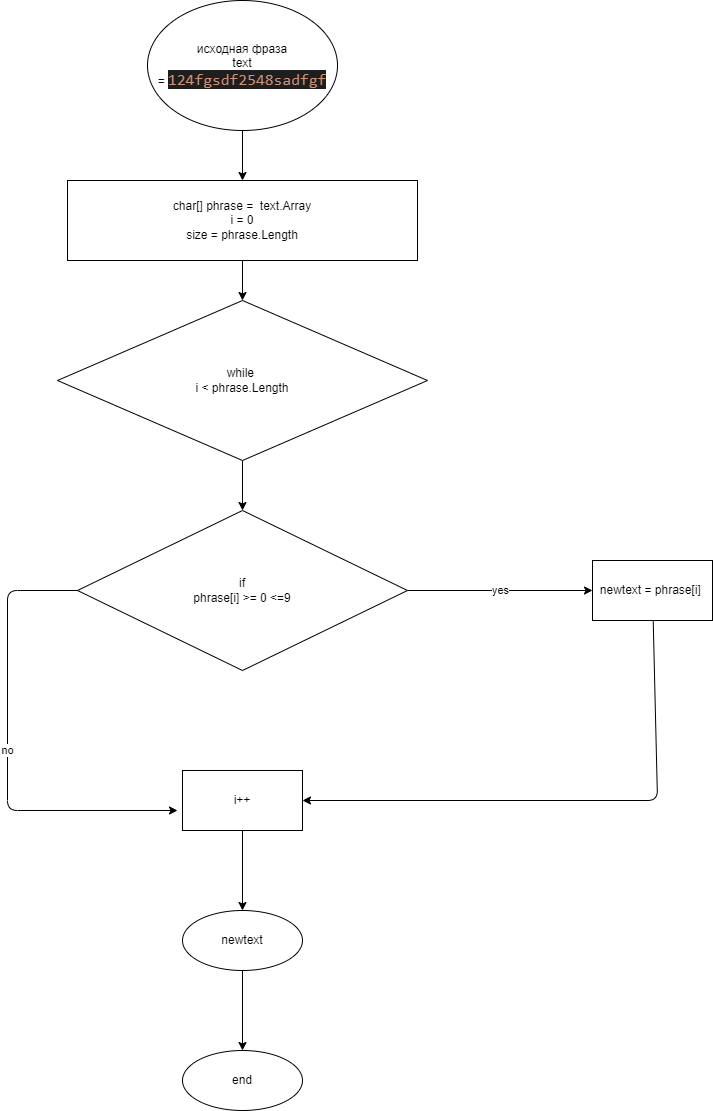 исходная фраза
text
= 124fgsdf2548sadfgf
char[] phrase = text.Array
i = 0
size = phrase.Length
while
i < phrase.Length
if
phrase[i] >= 0 <=9
yes
newtext = phrase[i]
no
i++
newtext
end